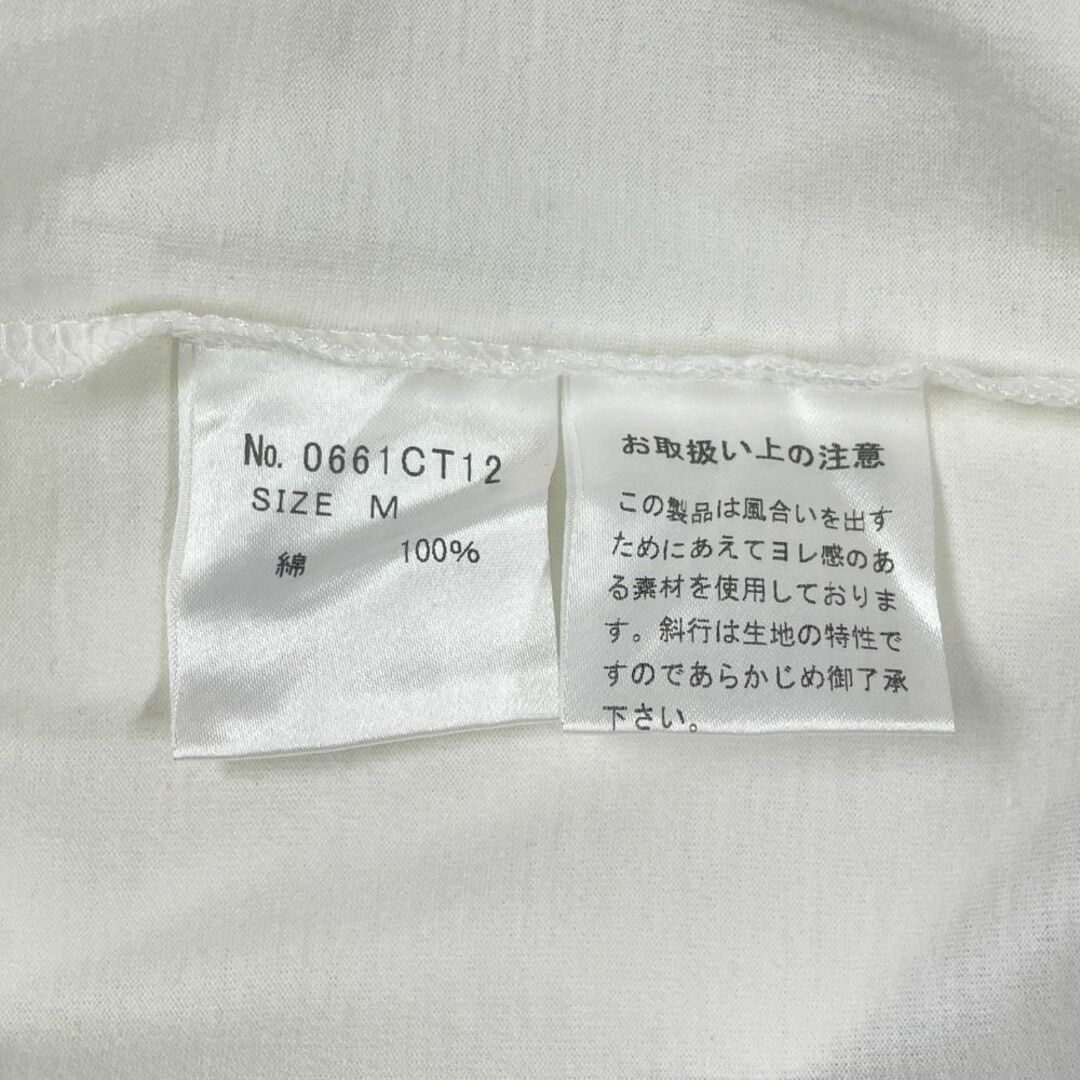 No. 0661CT12
SIZE M
綿 100%
お取扱い上の注意
この製品は風合いを出す
ためにあえてヨレ感のあ
る素材を使用しておりま
す。斜行は生地の特性で
すのであらかじめ御了承
下さい。